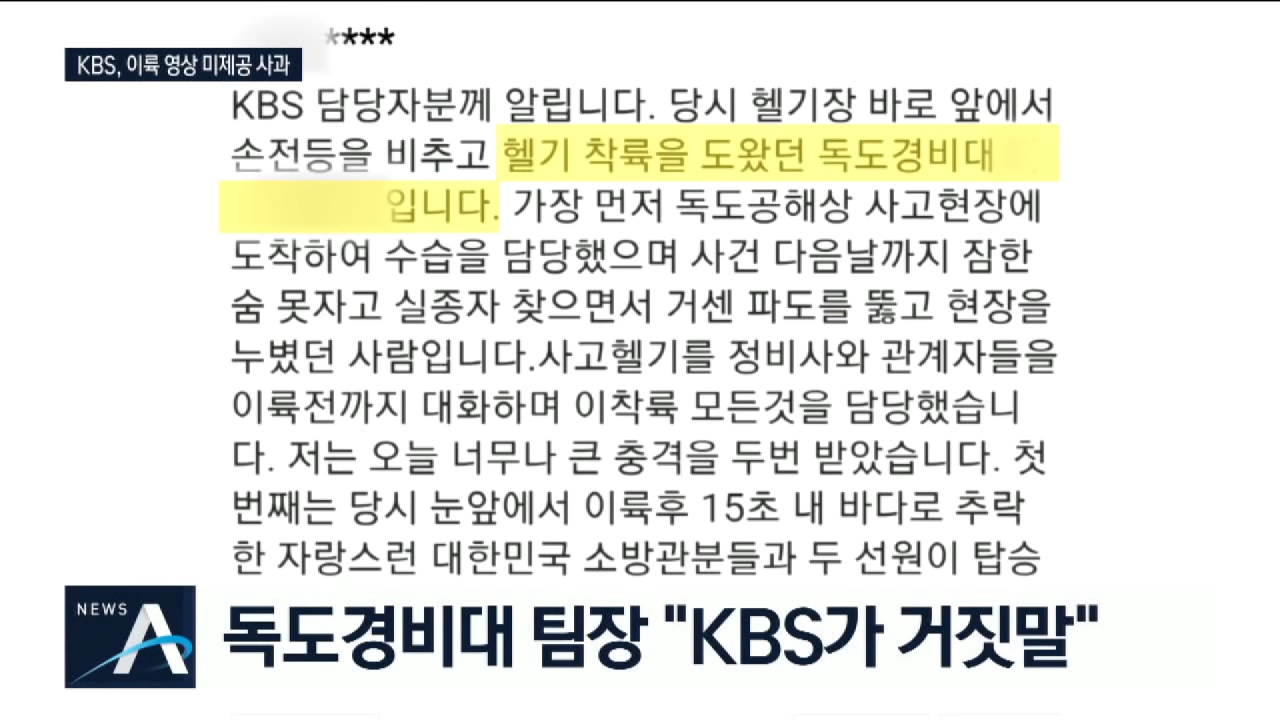 ****
KBS, 이륙 영상 미제공 사과
KBS 담당자분께 알립니다. 당시 헬기장 바로 앞에서
손전등을 비추고 헬기 착륙을 도왔던 독도경비대
입니다. 가장 먼저 독도공해상 사고현장에
도착하여 수습을 담당했으며 사건 다음날까지 잠한
숨 못자고 실종자 찾으면서 거센 파도를 뚫고 현장을
누볐던 사람입니다.사고헬기를 정비사와 관계자들을
이륙전까지 대화하며 이착륙 모든것을 담당했습니
다. 저는 오늘 너무나 큰 충격을 두번 받았습니다. 첫
번째는 당시 눈앞에서 이륙후 15초 내 바다로 추락
한 자랑스런 대한민국 소방관분들과 두 선원이 탑승
NEWS A
독도경비대 팀장 "KBS가 거짓말"